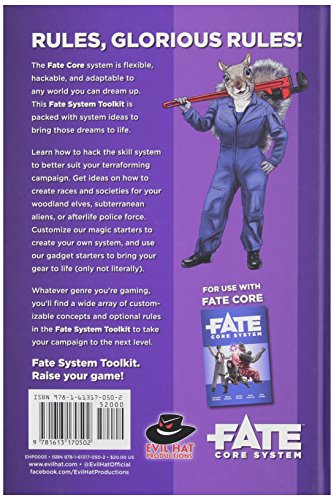 RULES, GLORIOUS RULES!
The Fate Core system is flexible,
hackable, and adaptable to
any world you can dream up.
This Fate System Toolkit is
packed with system ideas to
bring those dreams to life.
Learn how to hack the skill system
to better suit your terraforming
campaign. Get ideas on how to
create races and societies for your
woodland elves, subterranean
aliens, or afterlife police force.
Customize our magic starters to
create your own system, and use
our gadget starters to bring your
gear to life (only not literally).
Whatever genre you're gaming,
you'll find a wide array of custom-
izable concepts and optional rules
in the Fate System Toolkit to take
your campaign to the next level.
Fate System Toolkit.
Raise your game!
FOR USE WITH
FATE CORE
FATE
CORE SYSTEM
ISBN 978-1-61317-050-2
52000
9 781613 170502
EVIL HAT
PRODUCTIONS
FATE
CORE SYSTEM
EHP0005 • ISBN 978-1-61317-050-2 • $20.00 (US)
www.evilhat.com • @EvilHatOfficial
facebook.com/EvilHatProductions